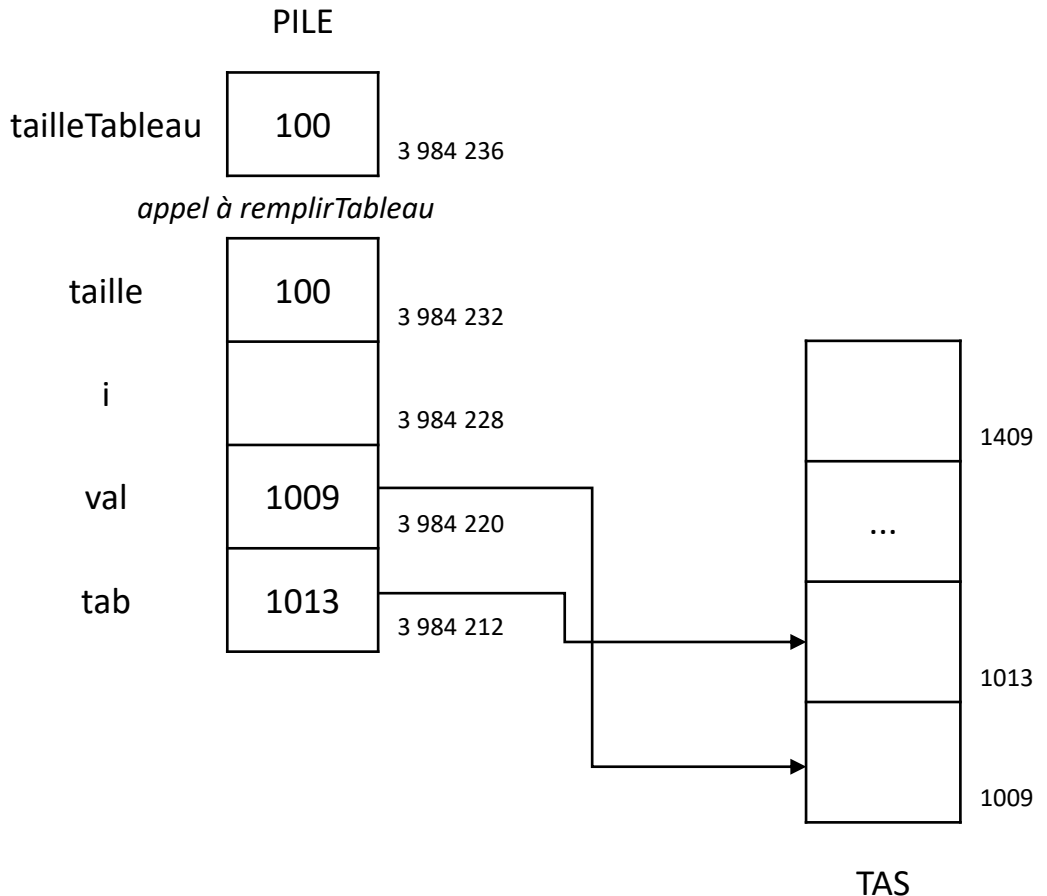 PILE
tailleTableau 100
3 984 236
appel à remplirTableau
taille 100
3 984 232
i
3 984 228
val 1009
3 984 220
tab 1013
3 984 212
1409
...
1013
1009
TAS